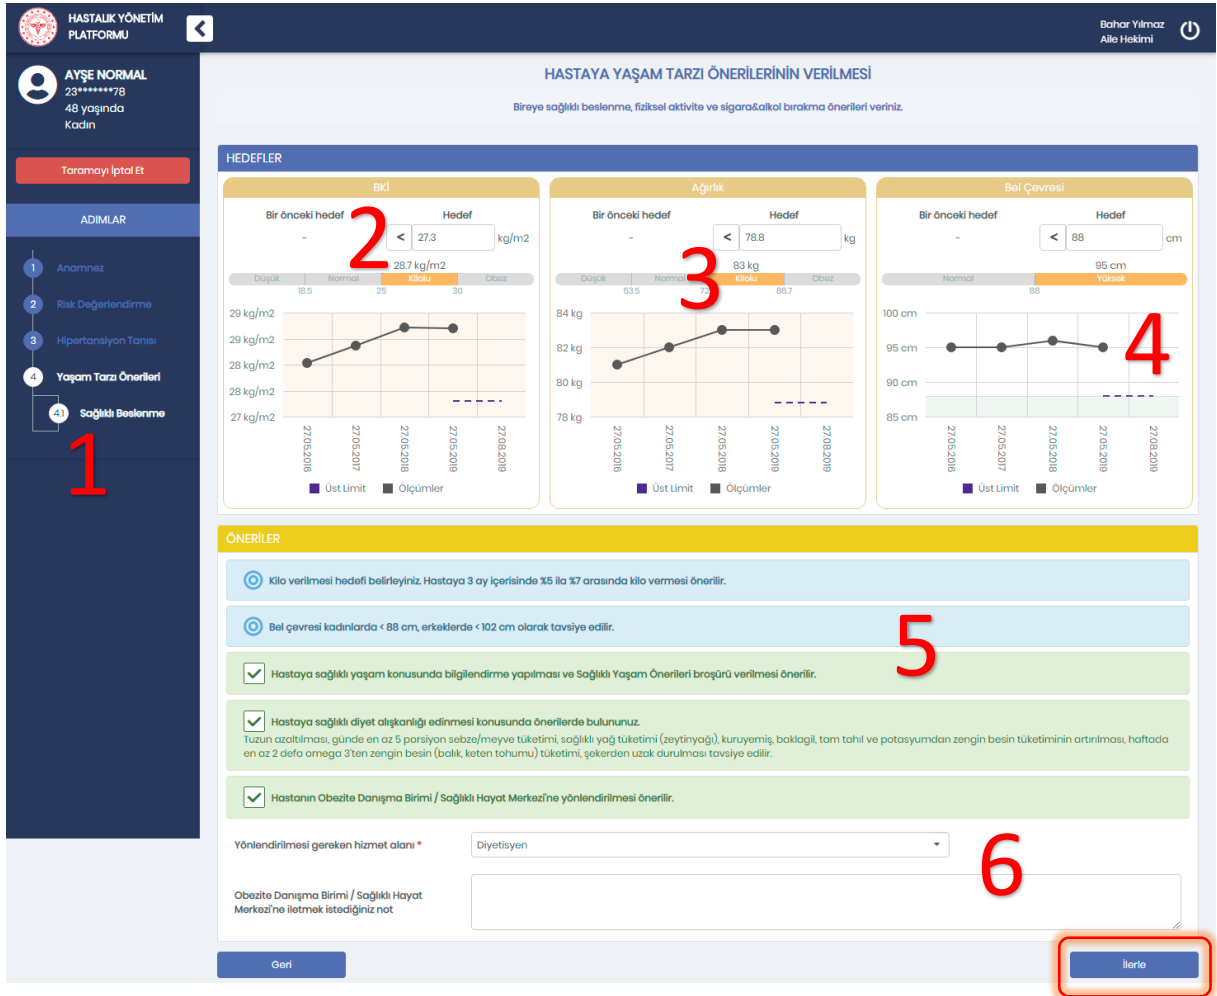 HASTALIK YÖNETİM
PLATFORMU
Bahar Yılmaz
Aile Hekimi
AYŞE NORMAL
23*******78
48 yaşında
Kadın
Taramayı İptal Et
ADIMLAR
1 Anamnez
2 Risk Değerlendirme
3 Hipertansiyon Tanısı
4 Yaşam Tarzı Önerileri
4.1 Sağlıklı Beslenme
1
HASTAYA YAŞAM TARZI ÖNERİLERİNİN VERİLMESİ
Bireye sağlıklı beslenme, fiziksel aktivite ve sigara&alkol bırakma önerileri veriniz.
HEDEFLER
BKİ
Bir önceki hedef Hedef
- < 27.3 kg/m2
2
28.7 kg/m2
Düşük Normal Kilolu Obez
18.5 25 30
29 kg/m2
29 kg/m2
28 kg/m2
28 kg/m2
27 kg/m2
27.05.2016 27.05.2017 27.05.2018 27.05.2019 27.08.2019
Üst Limit Ölçümler
Ağırlık
Bir önceki hedef Hedef
- < 78.8 kg
3
83 kg
Düşük Normal Kilolu Obez
53.5 86.7
84 kg
82 kg
80 kg
78 kg
27.05.2016 27.05.2017 27.05.2018 27.05.2019 27.08.2019
Üst Limit Ölçümler
Bel Çevresi
Bir önceki hedef Hedef
- < 88 cm
95 cm
Normal Yüksek
88
4
100 cm
95 cm
90 cm
85 cm
27.05.2016 27.05.2017 27.05.2018 27.05.2019 27.08.2019
Üst Limit Ölçümler
ÖNERİLER
Kilo verilmesi hedefi belirleyiniz. Hastaya 3 ay içerisinde %5 ila %7 arasında kilo vermesi önerilir.
Bel çevresi kadınlarda < 88 cm, erkeklerde < 102 cm olarak tavsiye edilir.
5
Hastaya sağlıklı yaşam konusunda bilgilendirme yapılması ve Sağlıklı Yaşam Önerileri broşürü verilmesi önerilir.
Hastaya sağlıklı diyet alışkanlığı edinmesi konusunda önerilerde bulununuz.
Tuzun azaltılması, günde en az 5 porsiyon sebze/meyve tüketimi, sağlıklı yağ tüketimi (zeytinyağı), kuruyemiş, baklagil, tam tahıl ve potasyumdan zengin besin tüketiminin artırılması, haftada
en az 2 defa omega 3'ten zengin besin (balık, keten tohumu) tüketimi, şekerden uzak durulması tavsiye edilir.
Hastanın Obezite Danışma Birimi / Sağlıklı Hayat Merkezi'ne yönlendirilmesi önerilir.
Yönlendirilmesi gereken hizmet alanı * Diyetisyen
6
Obezite Danışma Birimi / Sağlıklı Hayat
Merkezi'ne iletmek istediğiniz not
Geri İlerle